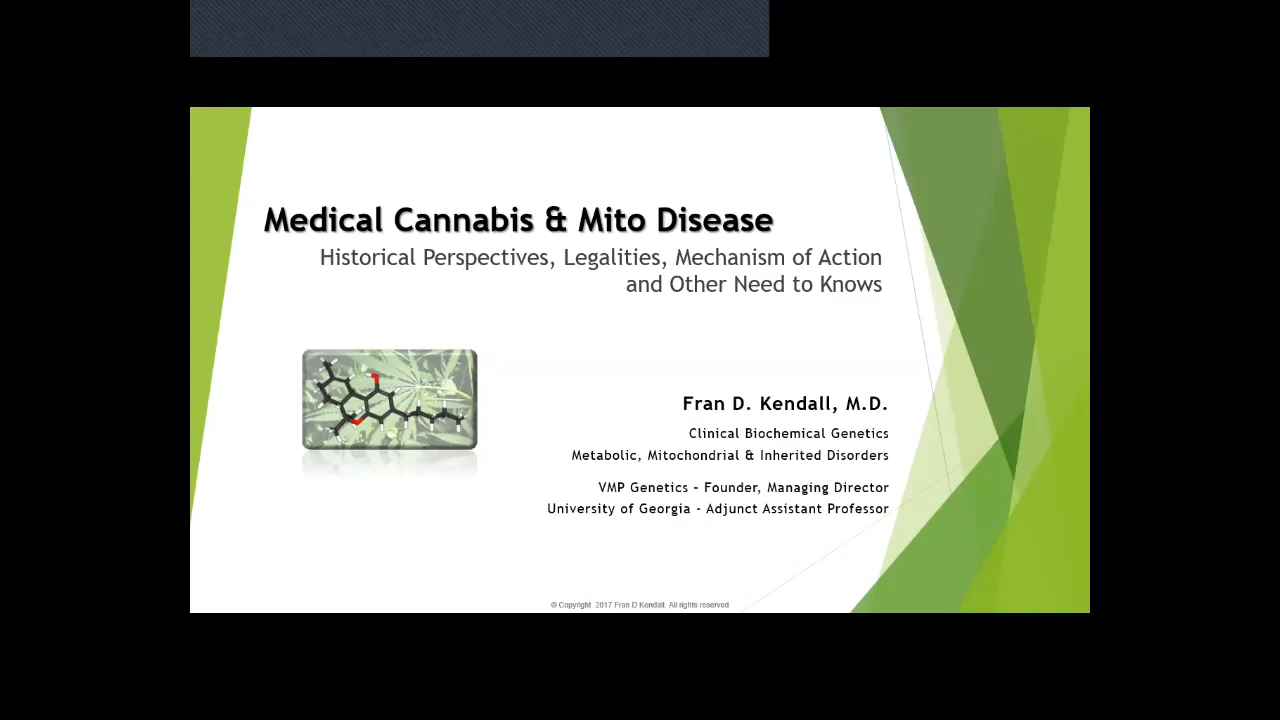 Medical Cannabis & Mito Disease
Historical Perspectives, Legalities, Mechanism of Action
and Other Need to Knows
Fran D. Kendall, M.D.
Clinical Biochemical Genetics
Metabolic, Mitochondrial & Inherited Disorders
VMP Genetics – Founder, Managing Director
University of Georgia - Adjunct Assistant Professor
© Copyright 2017 Fran D Kendall. All rights reserved